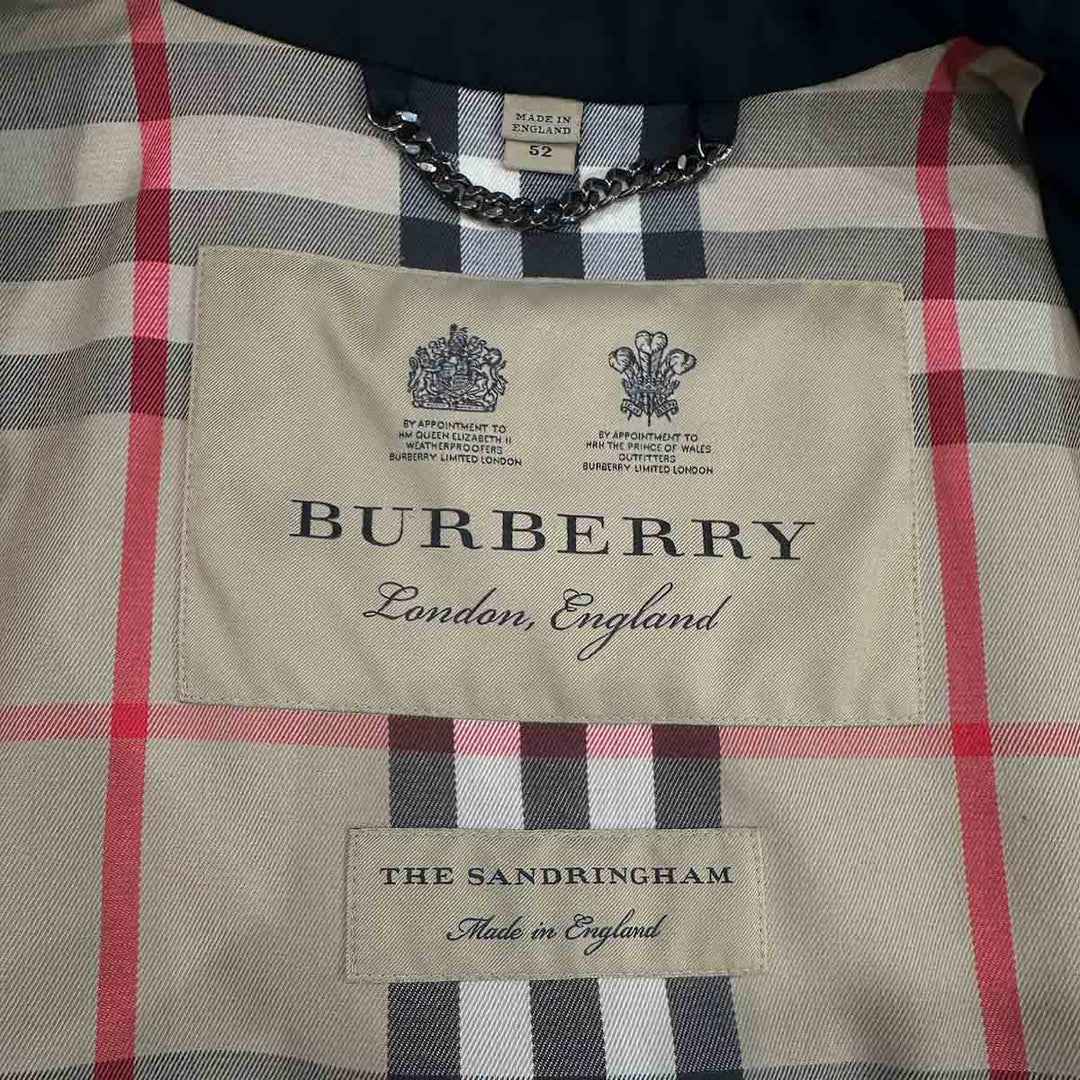 MADE IN
ENGLAND
52
BY APPOINTMENT TO
HM QUEEN ELIZABETH II
WEATHERPROOFERS
BURBERRY LIMITED LONDON
BY APPOINTMENT TO
HRH THE PRINCE OF WALES
OUTFITTERS
BURBERRY LIMITED LONDON
BURBERRY
London, England
THE SANDRINGHAM
Made in England